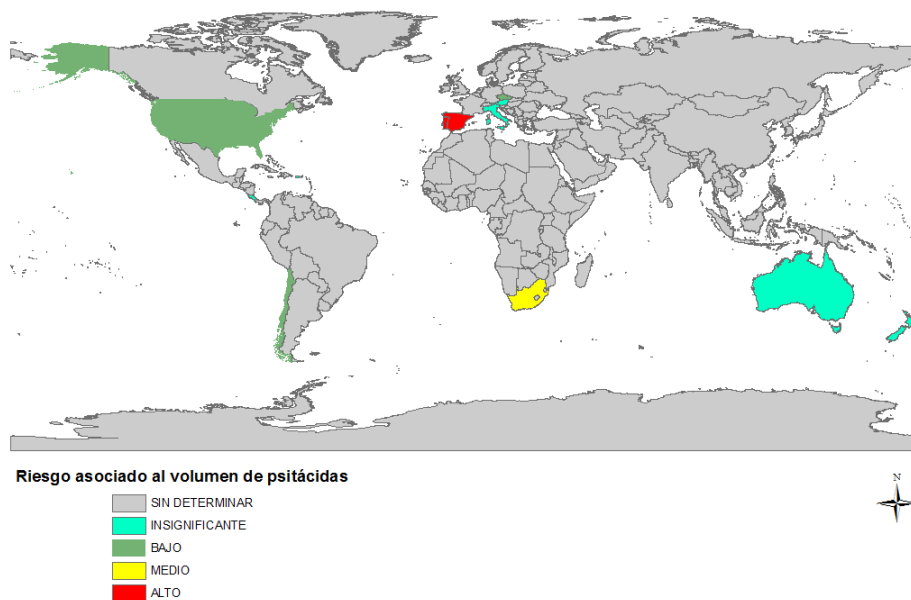 Riesgo asociado al volumen de psitácidas
N
SIN DETERMINAR
INSIGNIFICANTE
BAJO
MEDIO
ALTO